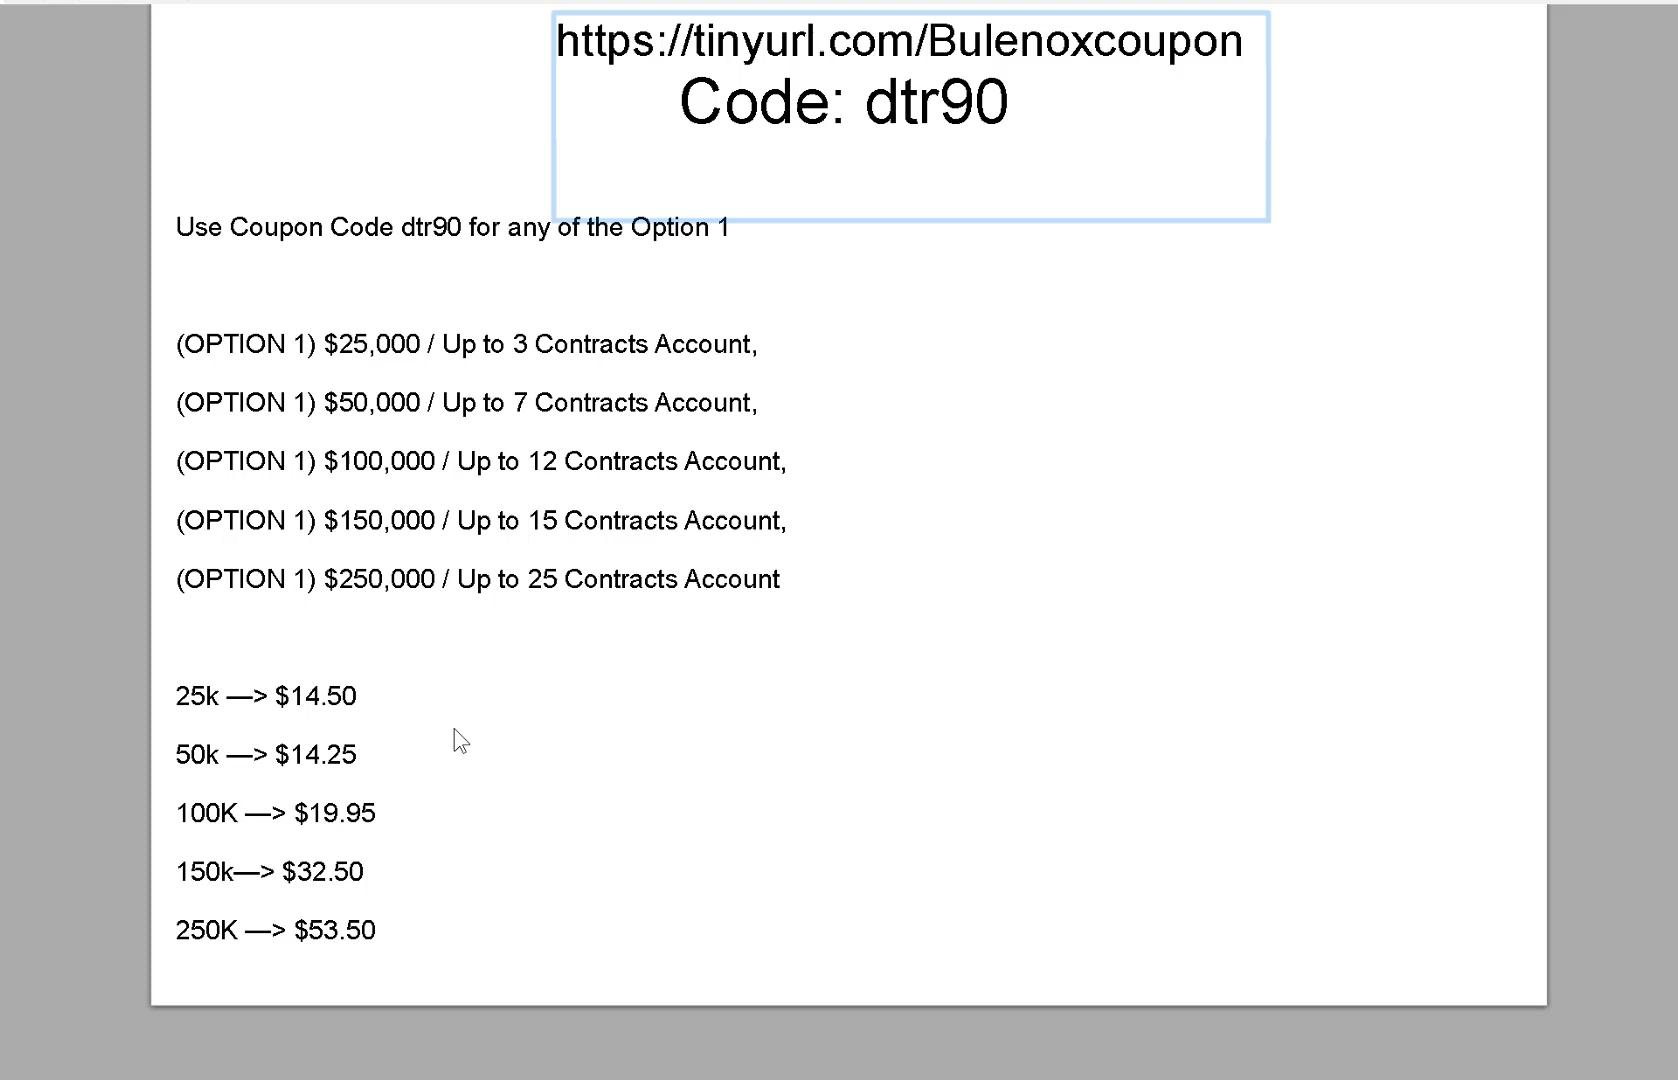 https://tinyurl.com/Bulenoxcoupon
Code: dtr90
Use Coupon Code dtr90 for any of the Option 1
(OPTION 1) $25,000 / Up to 3 Contracts Account,
(OPTION 1) $50,000 / Up to 7 Contracts Account,
(OPTION 1) $100,000 / Up to 12 Contracts Account,
(OPTION 1) $150,000 / Up to 15 Contracts Account,
(OPTION 1) $250,000 / Up to 25 Contracts Account
25k —> $14.50
50k —> $14.25
100K —> $19.95
150k—> $32.50
250K —> $53.50